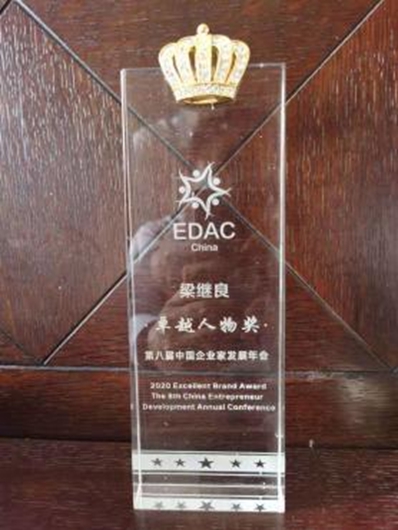 EDAC
China
梁继良
·卓越人物奖·
第八届中国企业家发展年会
2020 Excellent Brand Award
The 8th China Entrepreneur
Development Annual Conference